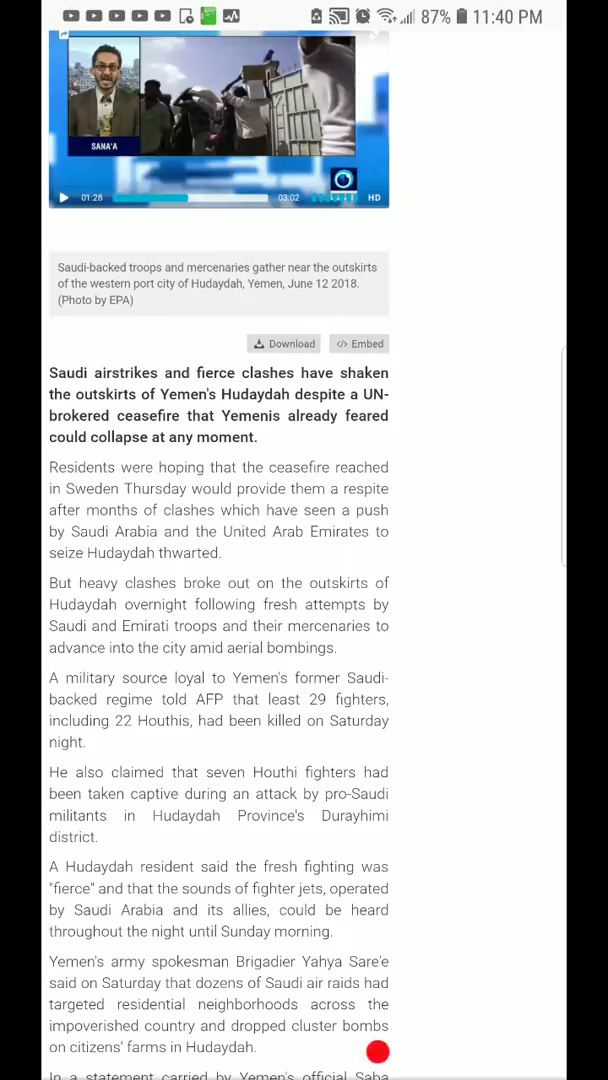 87% 11:40 PM
SANA'A
01:28 03:02 HD
Saudi-backed troops and mercenaries gather near the outskirts
of the western port city of Hudaydah, Yemen, June 12 2018.
(Photo by EPA)
Download </> Embed
Saudi airstrikes and fierce clashes have shaken
the outskirts of Yemen's Hudaydah despite a UN-
brokered ceasefire that Yemenis already feared
could collapse at any moment.
Residents were hoping that the ceasefire reached
in Sweden Thursday would provide them a respite
after months of clashes which have seen a push
by Saudi Arabia and the United Arab Emirates to
seize Hudaydah thwarted.
But heavy clashes broke out on the outskirts of
Hudaydah overnight following fresh attempts by
Saudi and Emirati troops and their mercenaries to
advance into the city amid aerial bombings.
A military source loyal to Yemen's former Saudi-
backed regime told AFP that least 29 fighters,
including 22 Houthis, had been killed on Saturday
night.
He also claimed that seven Houthi fighters had
been taken captive during an attack by pro-Saudi
militants in Hudaydah Province's Durayhimi
district.
A Hudaydah resident said the fresh fighting was
"fierce" and that the sounds of fighter jets, operated
by Saudi Arabia and its allies, could be heard
throughout the night until Sunday morning.
Yemen's army spokesman Brigadier Yahya Sare'e
said on Saturday that dozens of Saudi air raids had
targeted residential neighborhoods across the
impoverished country and dropped cluster bombs
on citizens' farms in Hudaydah.
In a statement carried by Yemen's official Saba